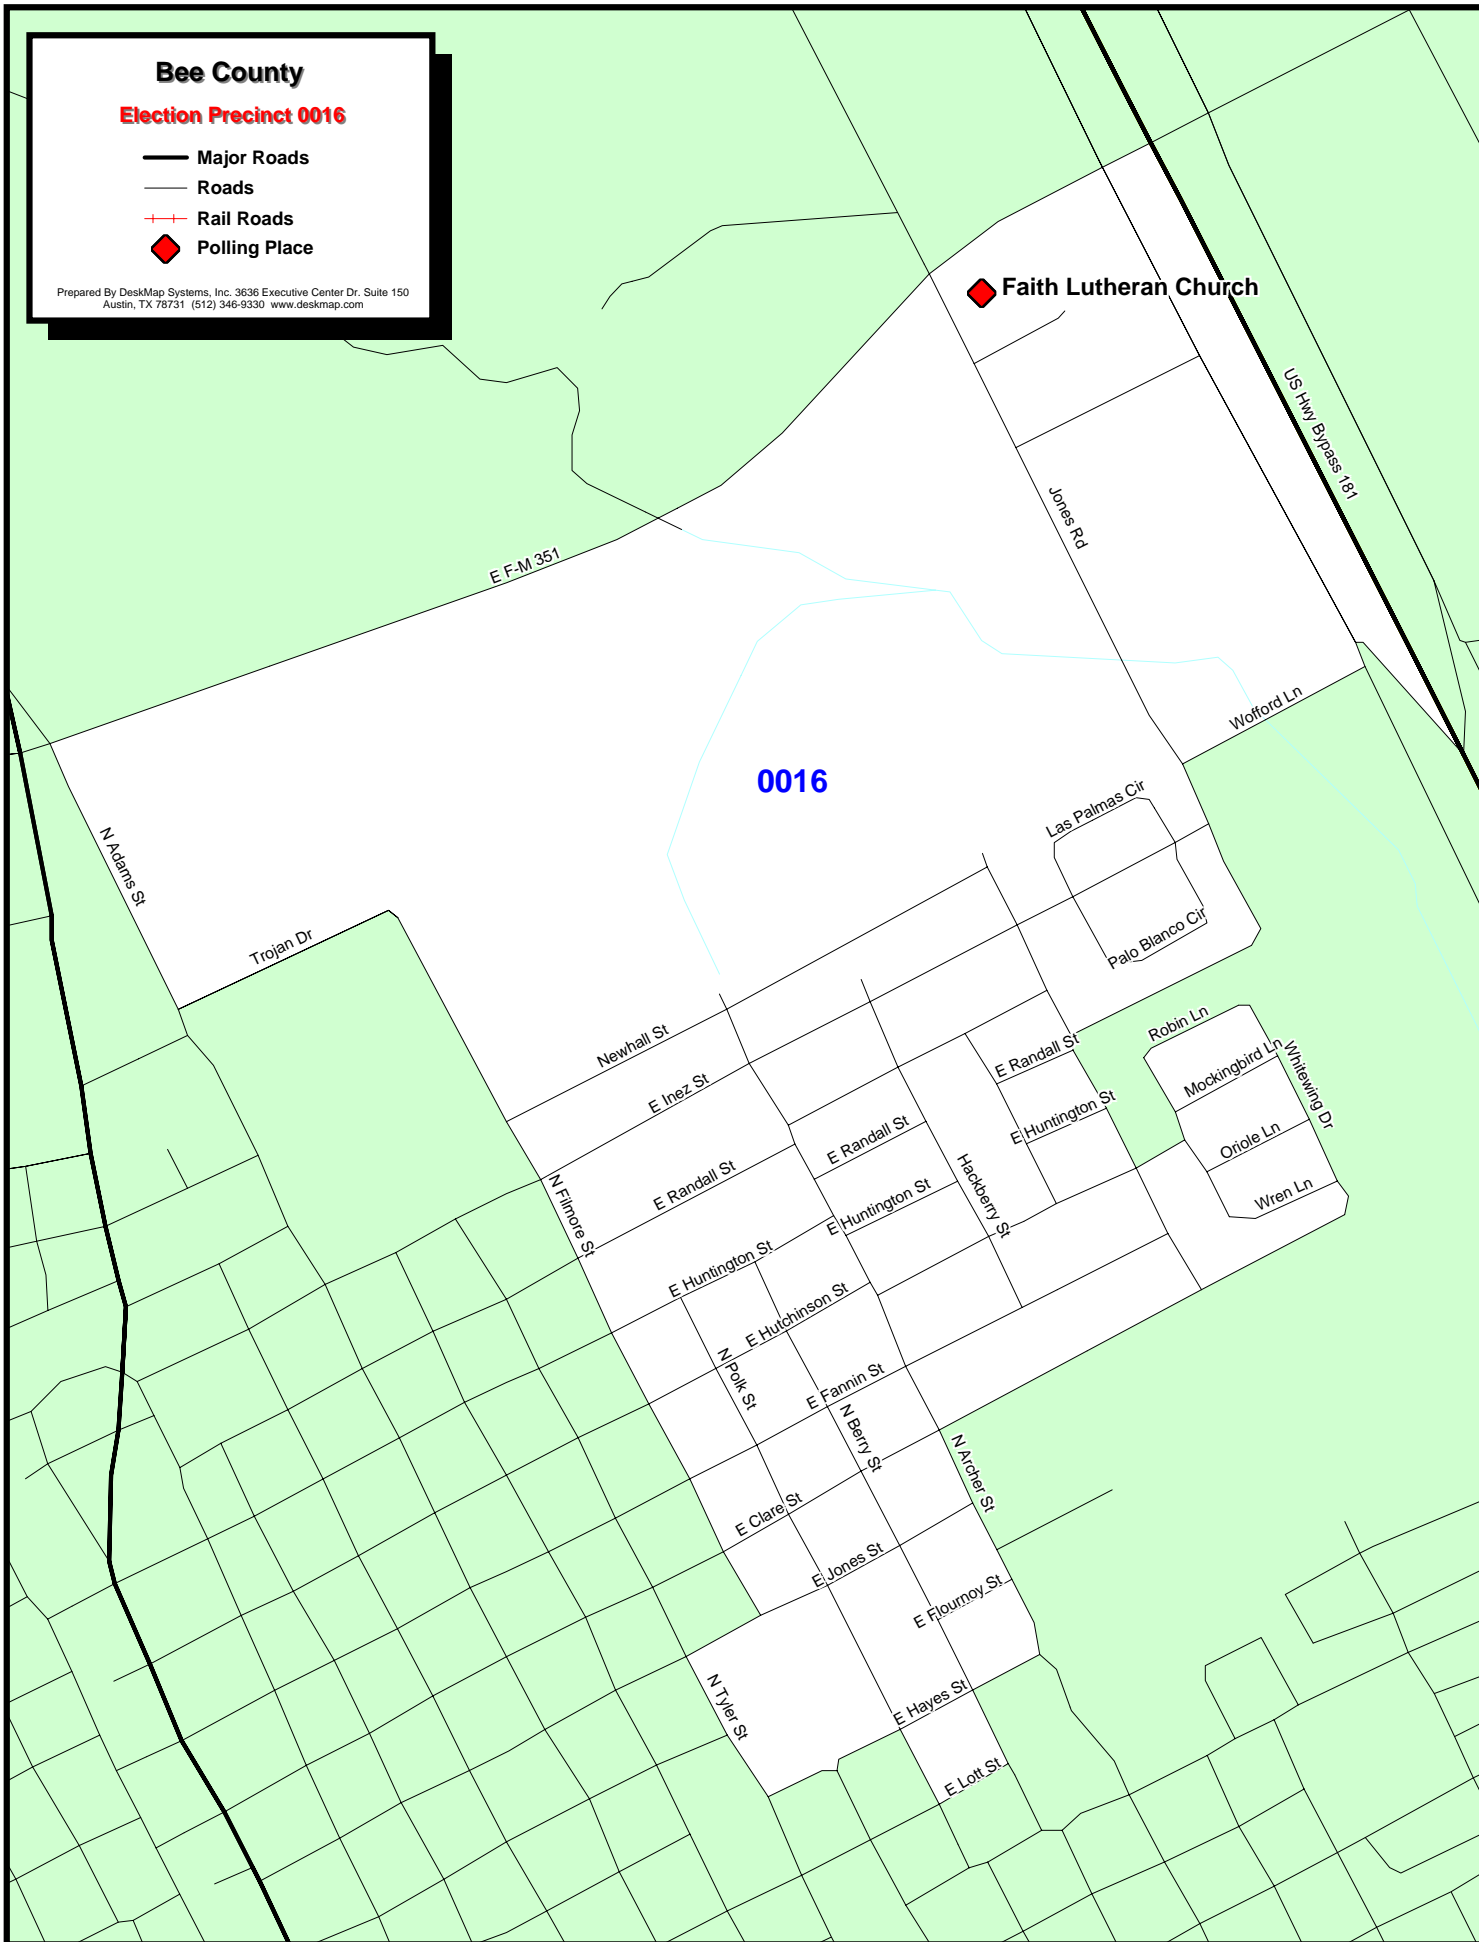 Bee County
Election Precinct 0016
Major Roads
Roads
Rail Roads
Polling Place
Prepared By DeskMap Systems, Inc. 3636 Executive Center Dr. Suite 150
Austin, TX 78731 (512) 346-9330 www.deskmap.com
Faith Lutheran Church
US Hwy Bypass 181
Jones Rd
E F-M 351
Wofford Ln
0016
Las Palmas Cir
N Adams St
Trojan Dr
Palo Blanco Cir
Newhall St
Robin Ln
E Randall St
Mockingbird Ln
Whitewing Dr
E Inez St
E Huntington St
E Randall St
Oriole Ln
E Randall St
Hackberry St
Wren Ln
N Filmore St
E Huntington St
E Huntington St
E Hutchinson St
N Polk St
E Fannin St
N Berry St
N Archer St
E Clare St
E Jones St
E Flournoy St
N Tyler St
E Hayes St
E Lott St